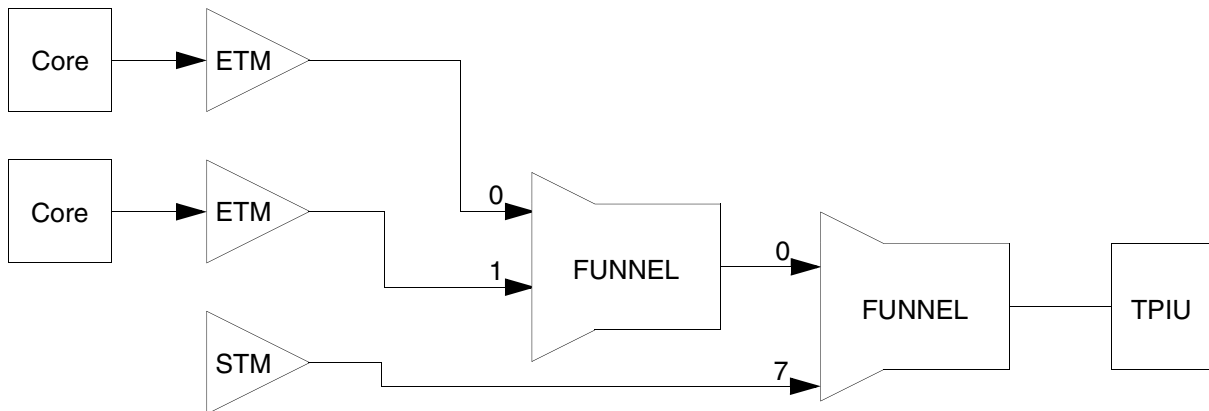 Core
ETM
Core
ETM
0
1
FUNNEL
0
FUNNEL
TPIU
STM
7